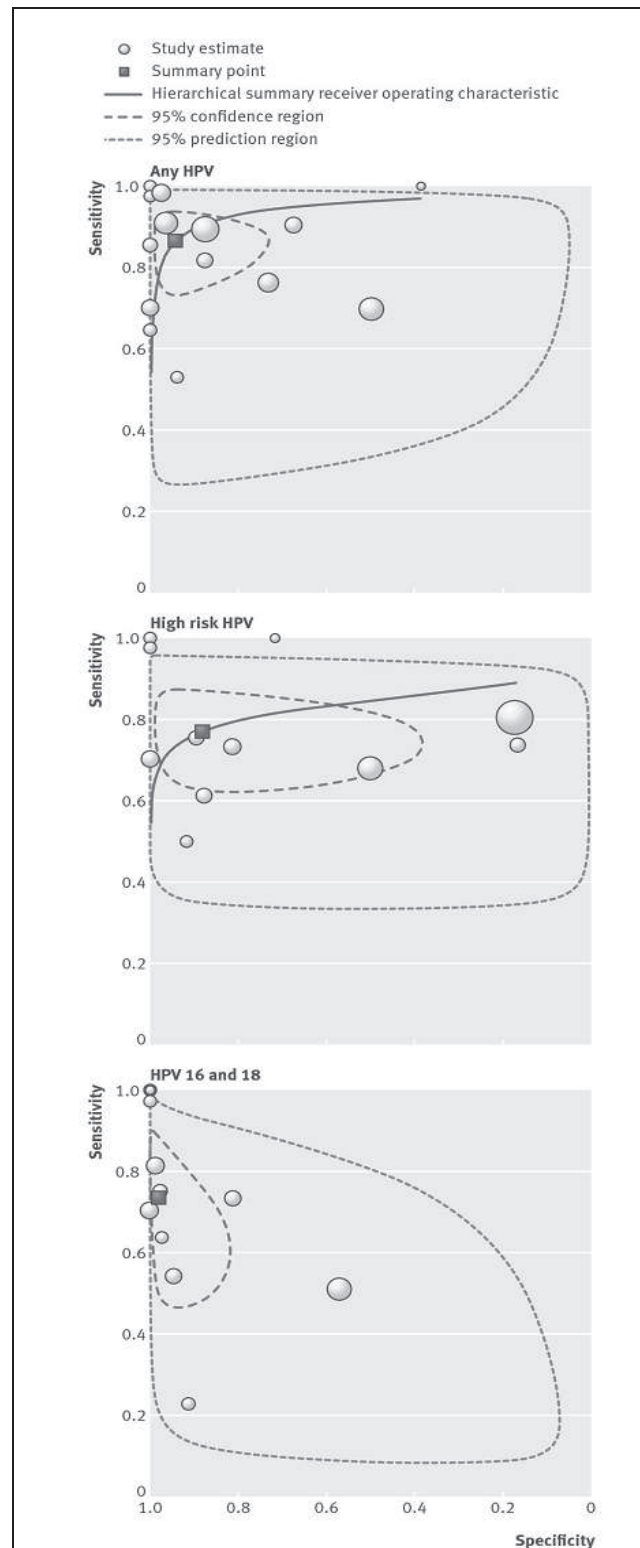 Study estimate
Summary point
Hierarchical summary receiver operating characteristic
95% confidence region
95% prediction region
Any HPV
Sensitivity
1.0
0.8
0.6
0.4
0.2
0
High risk HPV
Sensitivity
1.0
0.8
0.6
0.4
0.2
0
HPV 16 and 18
Sensitivity
1.0
0.8
0.6
0.4
0.2
0
1.0 0.8 0.6 0.4 0.2 0
Specificity